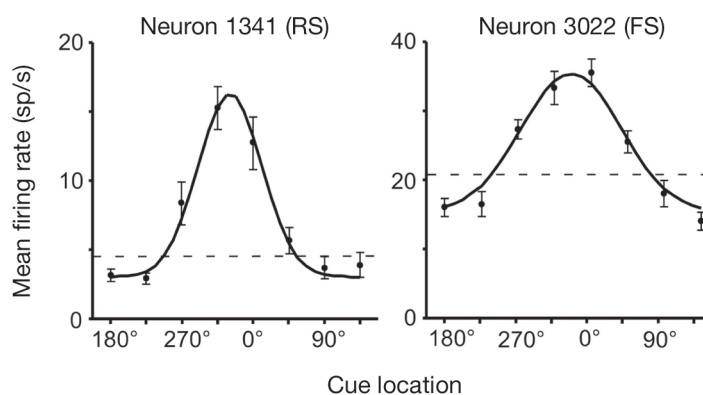 Neuron 1341 (RS)
Neuron 3022 (FS)
Mean firing rate (sp/s)
20
10
0
180° 270° 0° 90°
40
20
0
180° 270° 0° 90°
Cue location